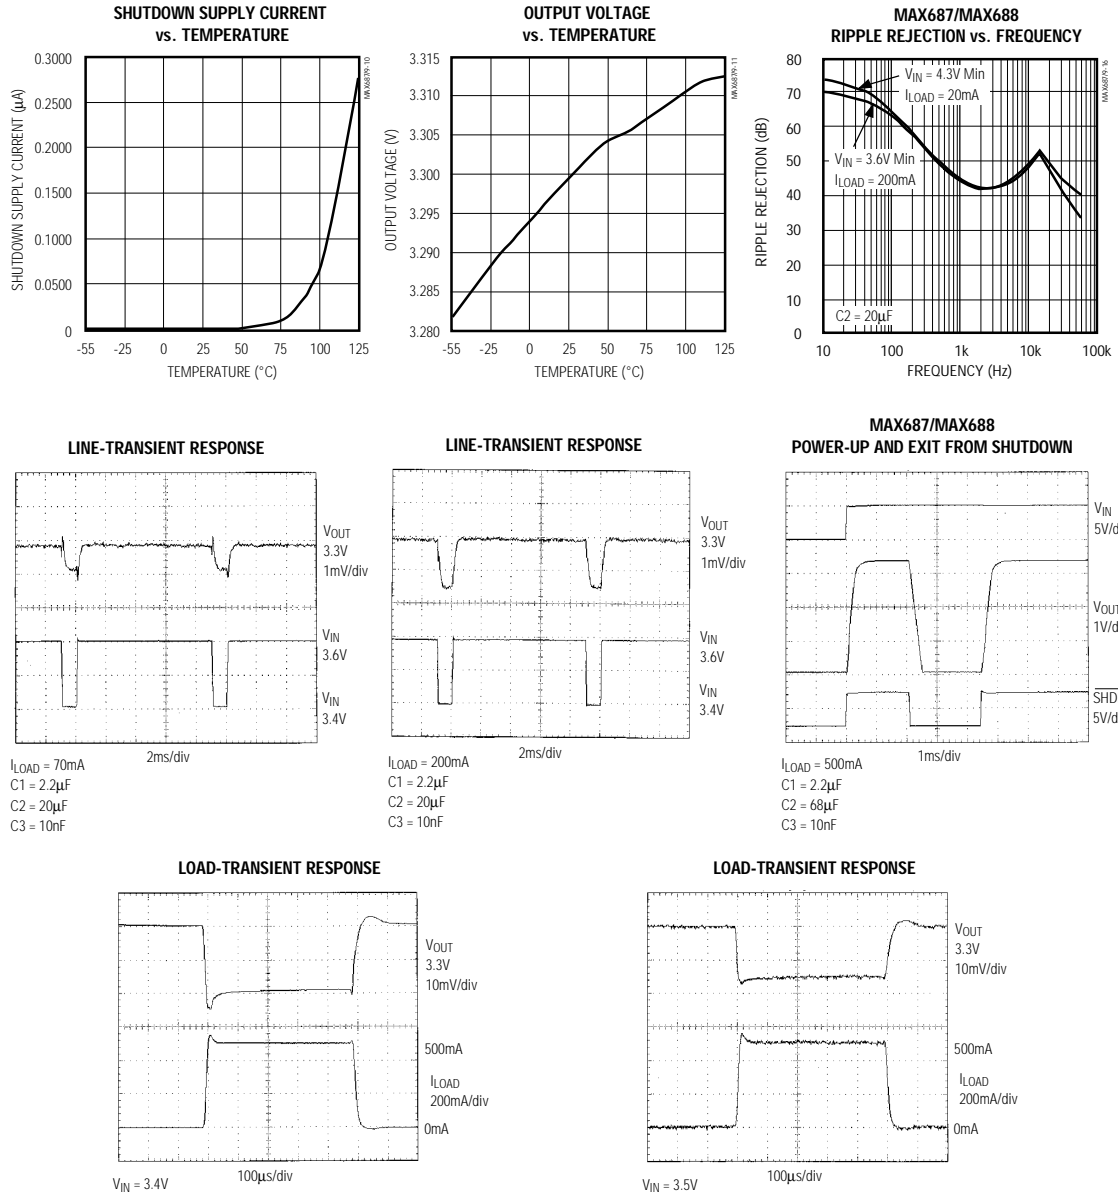 SHUTDOWN SUPPLY CURRENT
vs. TEMPERATURE
0.3000
0.2500
0.2000
0.1500
0.1000
0.0500
0
SHUTDOWN SUPPLY CURRENT (μA)
MAX687/9-10
-55 -25 0 25 50 75 100 125
TEMPERATURE (°C)
OUTPUT VOLTAGE
vs. TEMPERATURE
3.315
3.310
3.305
3.300
3.295
3.290
3.285
3.280
OUTPUT VOLTAGE (V)
MAX687/9-11
-55 -25 0 25 50 75 100 125
TEMPERATURE (°C)
MAX687/MAX688
RIPPLE REJECTION vs. FREQUENCY
80
70
60
50
40
30
20
10
0
RIPPLE REJECTION (dB)
MAX687/9-16
VIN = 4.3V Min
ILOAD = 20mA
VIN = 3.6V Min
ILOAD = 200mA
C2 = 20μF
10 100 1k 10k 100k
FREQUENCY (Hz)
LINE-TRANSIENT RESPONSE
VOUT
3.3V
1mV/div
VIN
3.6V
VIN
3.4V
2ms/div
ILOAD = 70mA
C1 = 2.2μF
C2 = 20μF
C3 = 10nF
LINE-TRANSIENT RESPONSE
VOUT
3.3V
1mV/div
VIN
3.6V
VIN
3.4V
2ms/div
ILOAD = 200mA
C1 = 2.2μF
C2 = 20μF
C3 = 10nF
MAX687/MAX688
POWER-UP AND EXIT FROM SHUTDOWN
VIN
5V/d
VOUT
1V/d
SHD
5V/d
1ms/div
ILOAD = 500mA
C1 = 2.2μF
C2 = 68μF
C3 = 10nF
LOAD-TRANSIENT RESPONSE
VOUT
3.3V
10mV/div
500mA
ILOAD
200mA/div
0mA
100μs/div
VIN = 3.4V
LOAD-TRANSIENT RESPONSE
VOUT
3.3V
10mV/div
500mA
ILOAD
200mA/div
0mA
100μs/div
VIN = 3.5V